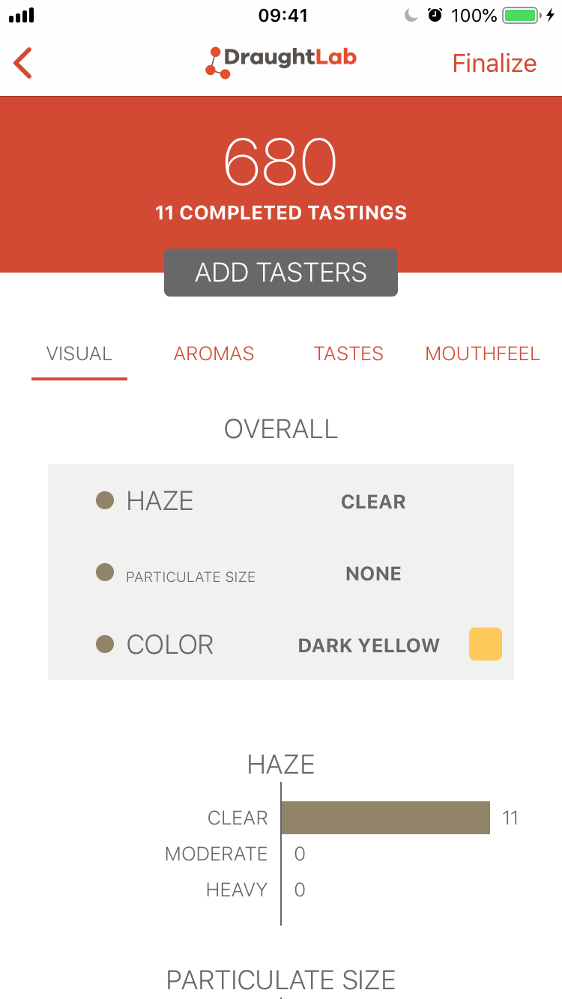 09:41
100%
DraughtLab
Finalize
680
11 COMPLETED TASTINGS
ADD TASTERS
VISUAL AROMAS TASTES MOUTHFEEL
OVERALL
HAZE CLEAR
PARTICULATE SIZE NONE
COLOR DARK YELLOW
HAZE
CLEAR 11
MODERATE 0
HEAVY 0
PARTICULATE SIZE